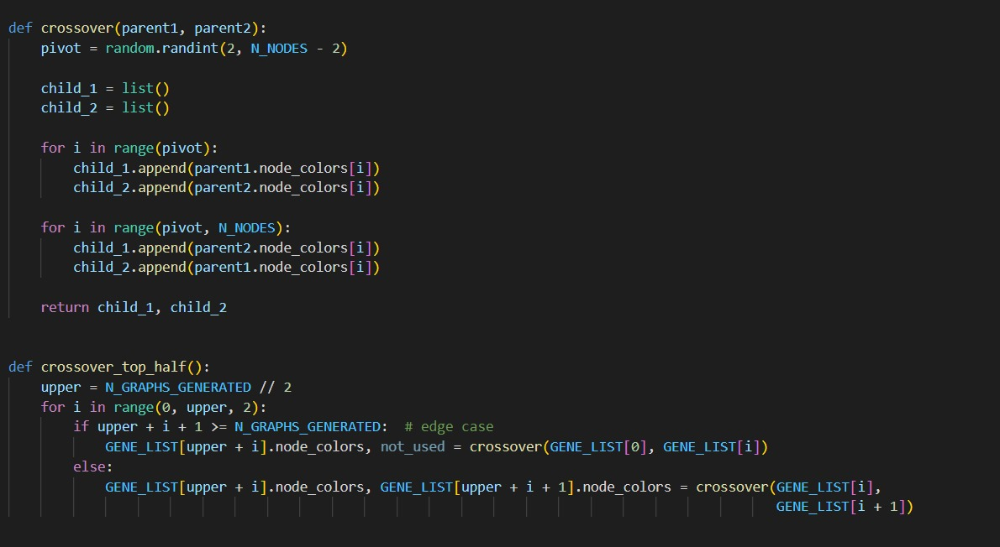 def crossover(parent1, parent2):
    pivot = random.randint(2, N_NODES - 2)

    child_1 = list()
    child_2 = list()

    for i in range(pivot):
        child_1.append(parent1.node_colors[i])
        child_2.append(parent2.node_colors[i])

    for i in range(pivot, N_NODES):
        child_1.append(parent2.node_colors[i])
        child_2.append(parent1.node_colors[i])

    return child_1, child_2


def crossover_top_half():
    upper = N_GRAPHS_GENERATED // 2
    for i in range(0, upper, 2):
        if upper + i + 1 >= N_GRAPHS_GENERATED:  # edge case
            GENE_LIST[upper + i].node_colors, not_used = crossover(GENE_LIST[0], GENE_LIST[i])
        else:
            GENE_LIST[upper + i].node_colors, GENE_LIST[upper + i + 1].node_colors = crossover(GENE_LIST[i],
                                                                                               GENE_LIST[i + 1])